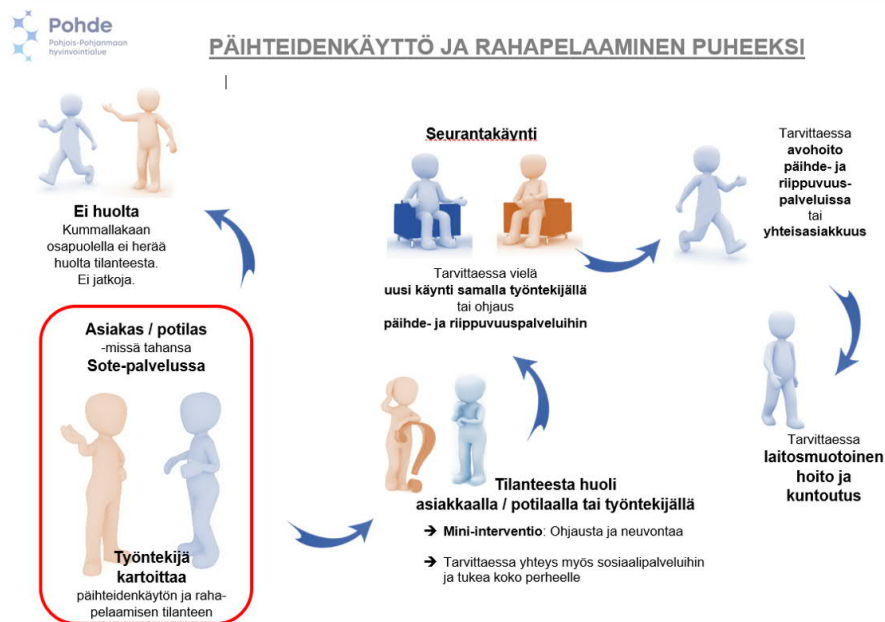 Pohde
Pohjois-Pohjanmaan
hyvinvointialue
PÄIHTEIDENKÄYTTÖ JA RAHAPELAAMINEN PUHEEKSI
Ei huolta
Kummallakaan
osapuolella ei herää
huolta tilanteesta.
Ei jatkoja.
Asiakas / potilas
-missä tahansa
Sote-palvelussa
Työntekijä
kartoittaa
päihteidenkäytön ja raha-
pelaamisen tilanteen
Tilanteesta huoli
asiakkaalla / potilaalla tai työntekijällä
➔ Mini-interventio: Ohjausta ja neuvontaa
➔ Tarvittaessa yhteys myös sosiaalipalveluihin
ja tukea koko perheelle
Seurantakäynti
Tarvittaessa vielä
uusi käynti samalla työntekijällä
tai ohjaus
päihde- ja riippuvuuspalveluihin
Tarvittaessa
avohoito
päihde- ja
riippuvuus-
palveluissa
tai
yhteisasiakkuus
Tarvittaessa
laitosmuotoinen
hoito ja
kuntoutus